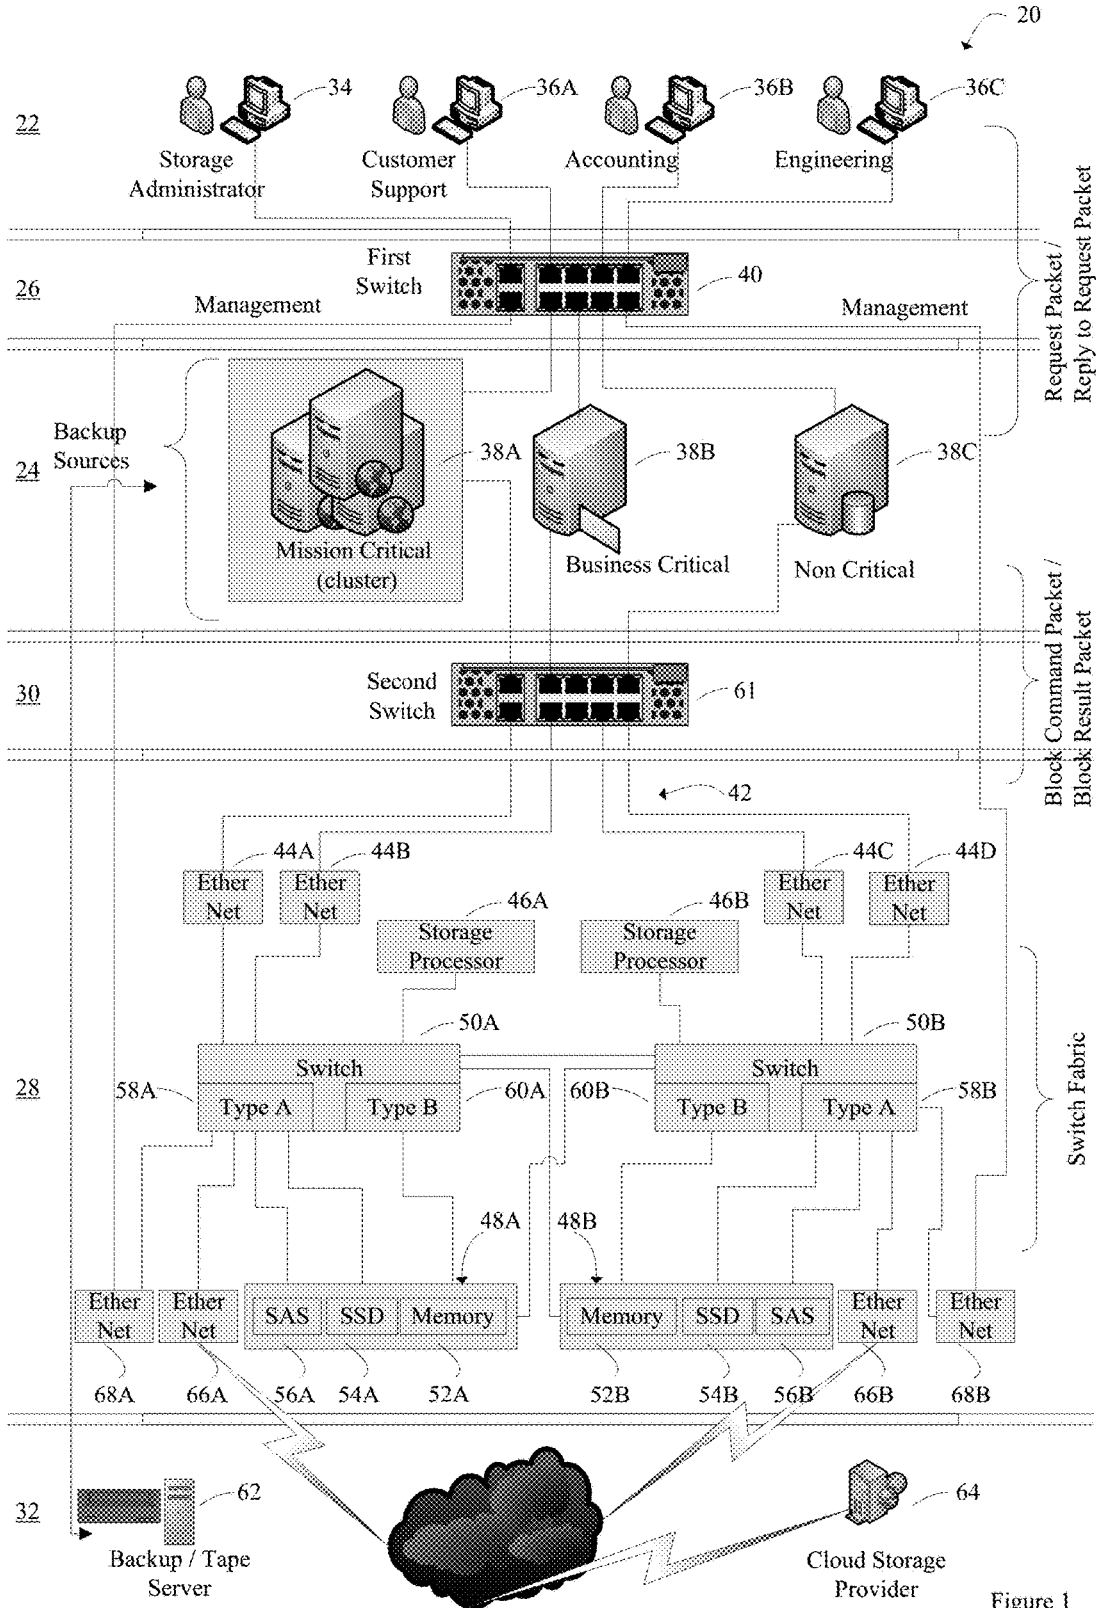 20
34
36A
36B
36C
22
Storage
Administrator
Customer
Support
Accounting
Engineering
Request Packet /
Reply to Request Packet
First
Switch
40
26
Management
Management
Backup
Sources
24
38A
38B
38C
Mission Critical
(cluster)
Business Critical
Non Critical
Block Command Packet /
Block Result Packet
30
Second
Switch
61
42
44A
44B
44C
44D
Ether
Net
Ether
Net
Ether
Net
Ether
Net
46A
46B
Storage
Processor
Storage
Processor
50A
50B
Switch
Switch
28
58A
60A
60B
58B
Type A
Type B
Type B
Type A
Switch Fabric
48A
48B
Ether
Net
Ether
Net
SAS
SSD
Memory
Memory
SSD
SAS
Ether
Net
Ether
Net
68A
66A
56A
54A
52A
52B
54B
56B
66B
68B
32
62
64
Backup / Tape
Server
Cloud Storage
Provider
Figure 1